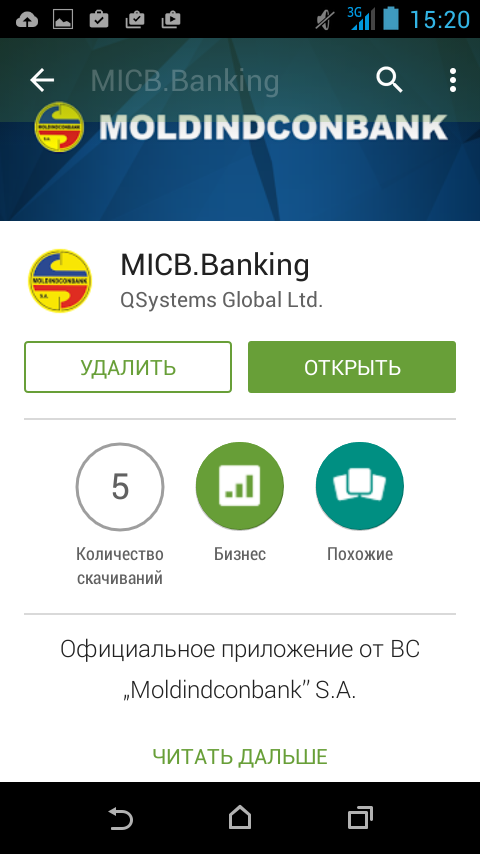 3G 15:20
MICB.Banking
MOLDINDCONBANK
MOLDINDCONBANK
S.A.
MICB.Banking
QSystems Global Ltd.
УДАЛИТЬ ОТКРЫТЬ
5
Количество скачиваний
Бизнес
Похожие
Официальное приложение от BC
„Moldindconbank” S.A.
ЧИТАТЬ ДАЛЬШЕ